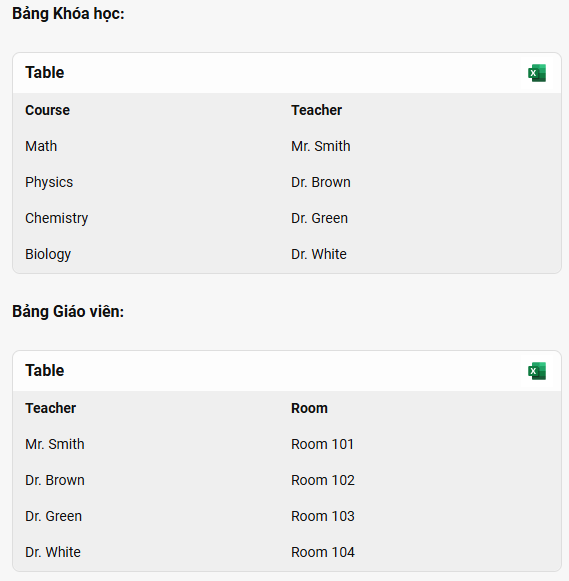 Bảng Khóa học:
Table
Course Teacher
Math Mr. Smith
Physics Dr. Brown
Chemistry Dr. Green
Biology Dr. White
Bảng Giáo viên:
Table
Teacher Room
Mr. Smith Room 101
Dr. Brown Room 102
Dr. Green Room 103
Dr. White Room 104